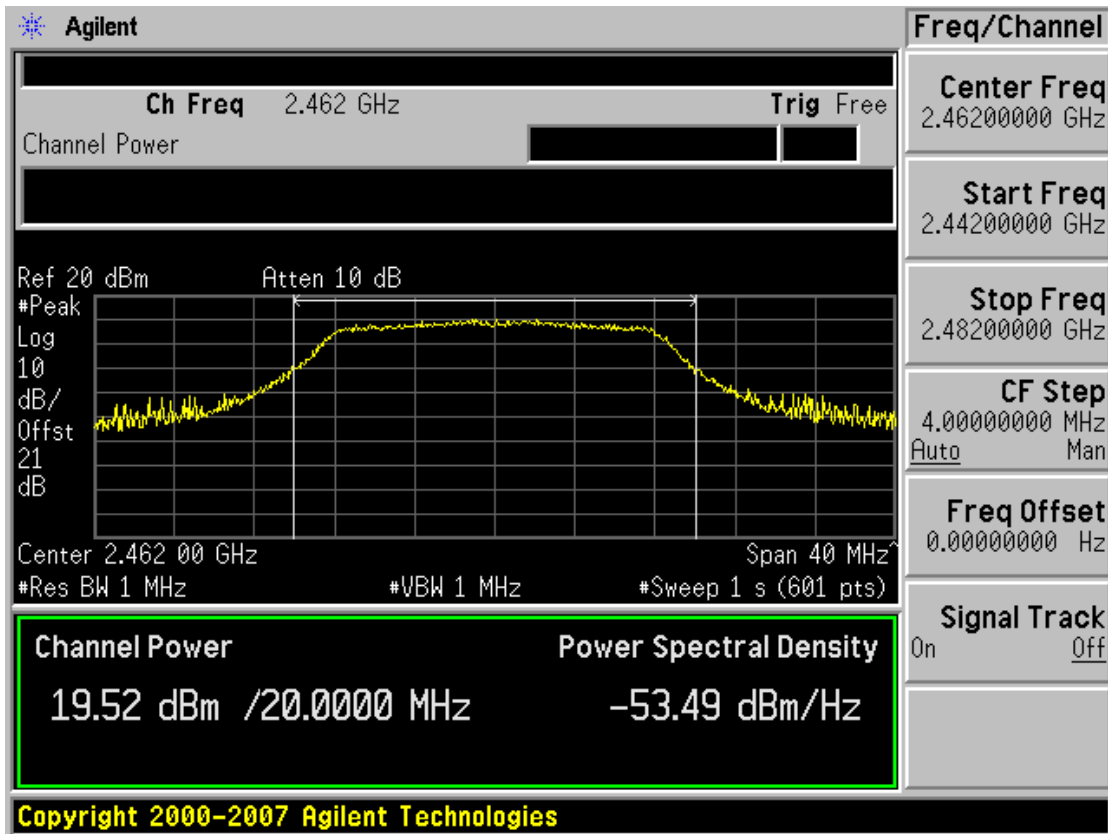 Agilent
Ch Freq 2.462 GHz Trig Free
Channel Power
Ref 20 dBm Atten 10 dB
#Peak
Log
10
dB/
Offst
21
dB
Center 2.462 00 GHz Span 40 MHz^
#Res BW 1 MHz #VBW 1 MHz #Sweep 1 s (601 pts)
Channel Power Power Spectral Density
19.52 dBm /20.0000 MHz -53.49 dBm/Hz
Copyright 2000-2007 Agilent Technologies
Freq/Channel
Center Freq
2.46200000 GHz
Start Freq
2.44200000 GHz
Stop Freq
2.48200000 GHz
CF Step
4.00000000 MHz
Auto Man
Freq Offset
0.00000000 Hz
Signal Track
On Off